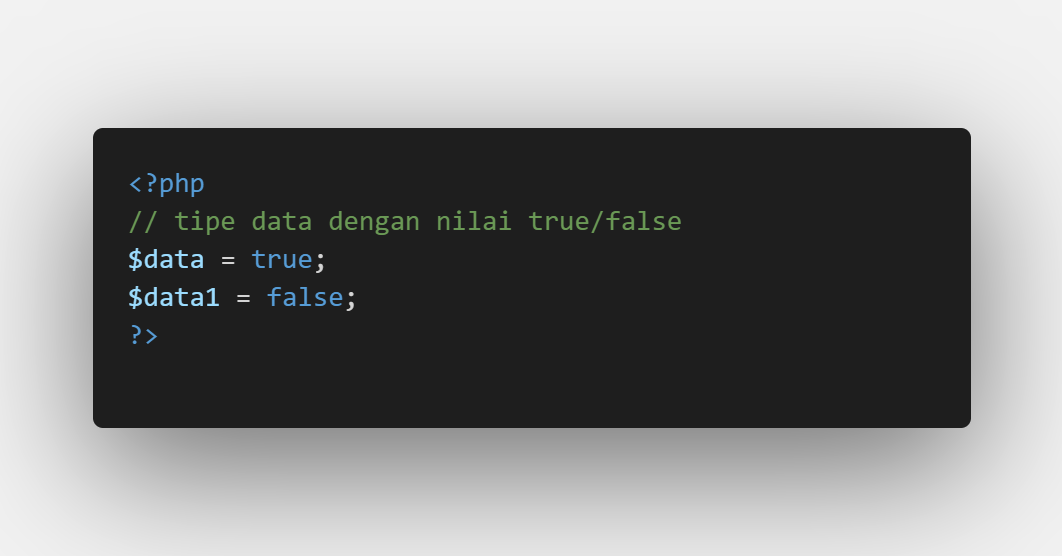 <?php
// tipe data dengan nilai true/false
$data = true;
$data1 = false;
?>